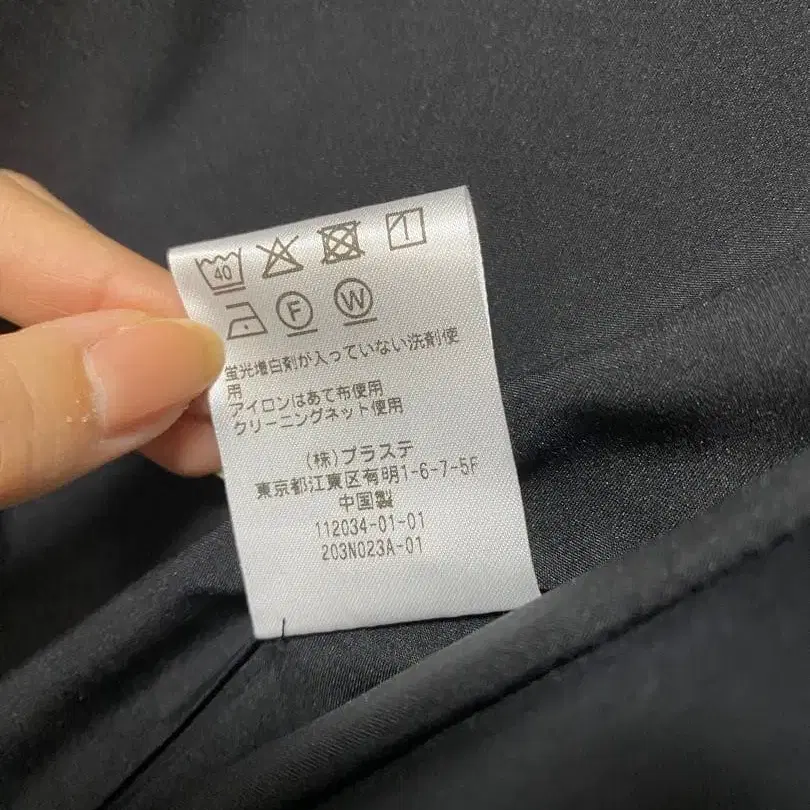 40
F W
蛍光増白剤が入っていない洗剤使
用
アイロンはあて布使用
クリーニングネット使用
(株)プラステ
東京都江東区有明1-6-7-5F
中国製
112034-01-01
203N023A-01